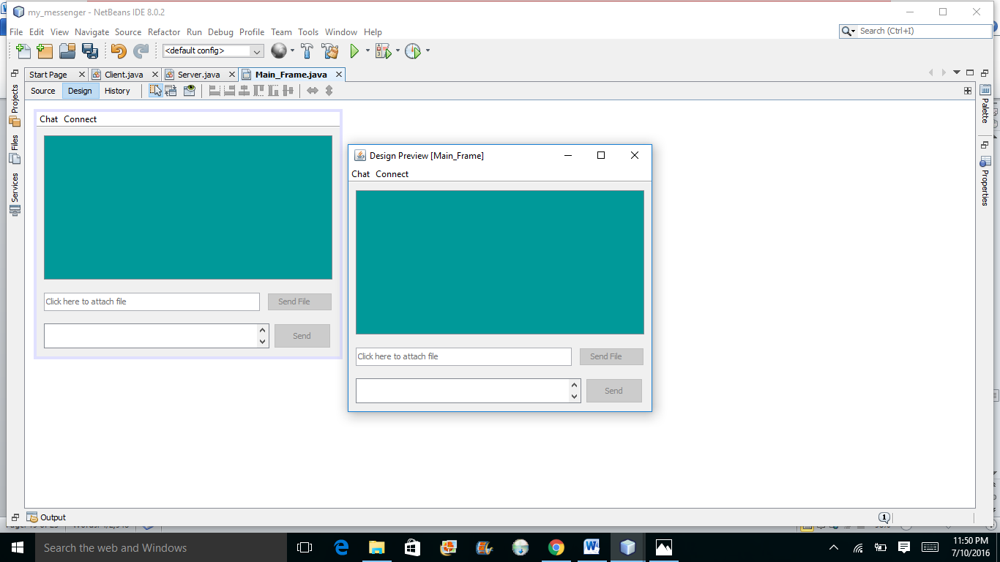 my_messenger - NetBeans IDE 8.0.2
File Edit View Navigate Source Refactor Run Debug Profile Team Tools Window Help
Search (Ctrl+I)
<default config>
Start Page Client.java Server.java Main_Frame.java
Source Design History
Projects
Files
Services
Palette
Properties
Chat Connect
Click here to attach file Send File
Send
Design Preview [Main_Frame]
Chat Connect
Click here to attach file Send File
Send
Output
1
Search the web and Windows
11:50 PM
7/10/2016